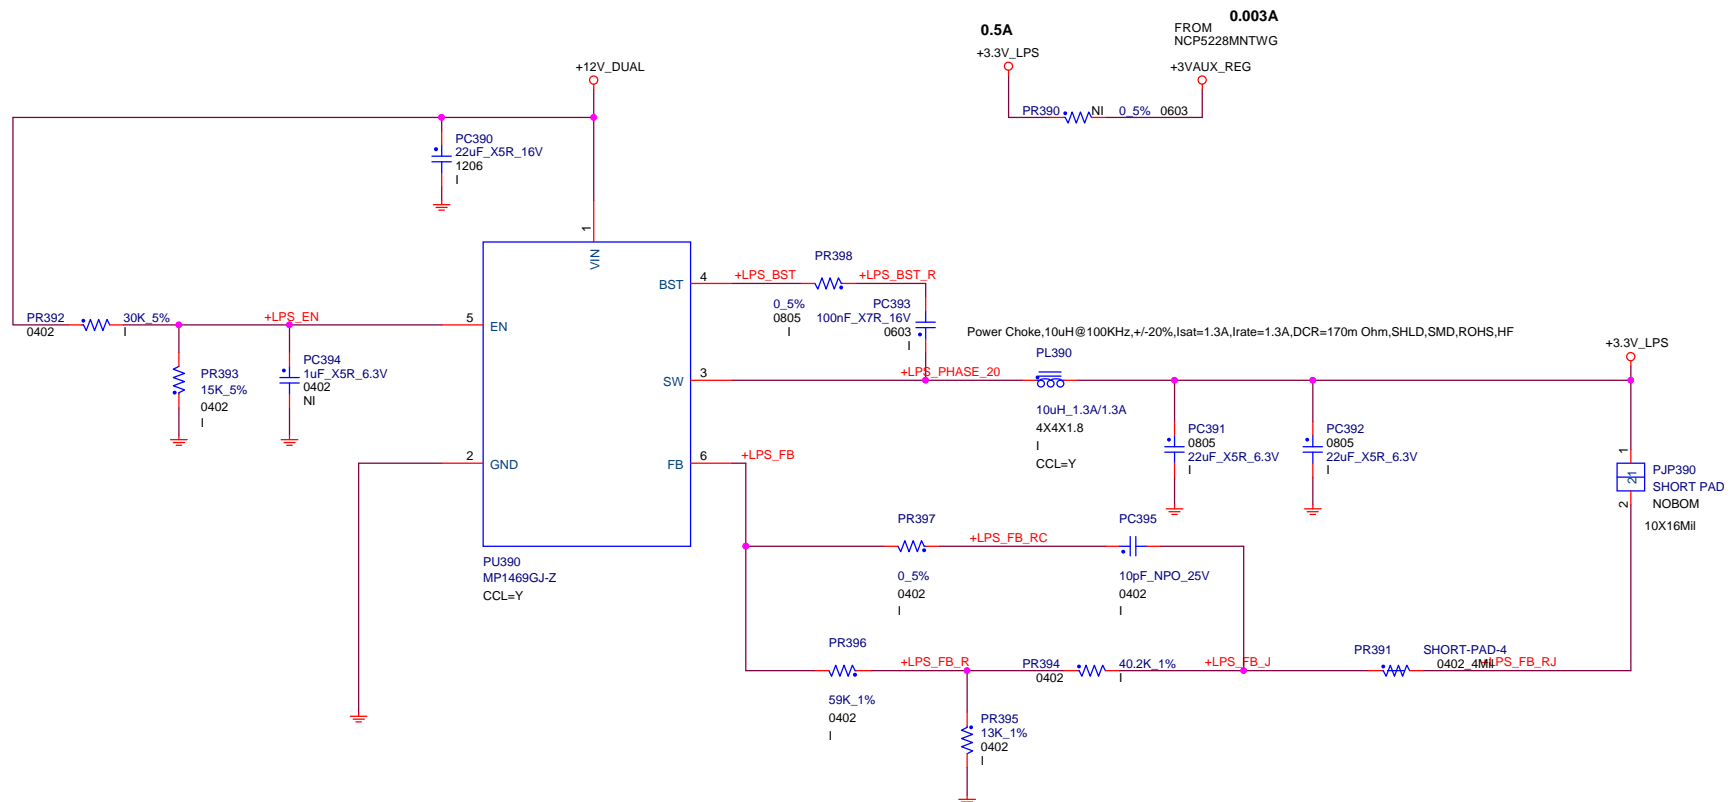 0.5A
+3.3V_LPS
0.003A
FROM
NCP5228MNTWG
+3VAUX_REG
PR390
NI
0_5%
0603
+12V_DUAL
PC390
22uF_X5R_16V
1206
I
1
VIN
PR392
0402
30K_5%
I
+LPS_EN
5
EN
PR393
15K_5%
0402
I
PC394
1uF_X5R_6.3V
0402
NI
2
GND
PU390
MP1469GJ-Z
CCL=Y
BST
4
+LPS_BST
PR398
0_5%
0805
I
+LPS_BST_R
PC393
100nF_X7R_16V
0603
I
SW
3
+LPS_PHASE_20
Power Choke,10uH@100KHz,+/-20%,Isat=1.3A,Irate=1.3A,DCR=170m Ohm,SHLD,SMD,ROHS,HF
PL390
10uH_1.3A/1.3A
4X4X1.8
I
CCL=Y
PC391
0805
22uF_X5R_6.3V
I
PC392
0805
22uF_X5R_6.3V
I
+3.3V_LPS
1
21
2
PJP390
SHORT PAD
NOBOM
10X16Mil
FB
6
+LPS_FB
PR397
0_5%
0402
I
+LPS_FB_RC
PC395
10pF_NPO_25V
0402
I
PR396
59K_1%
0402
I
+LPS_FB_R
PR394
0402
40.2K_1%
I
+LPS_FB_J
PR391
SHORT-PAD-4
0402_4Mil
+LPS_FB_RJ
PR395
13K_1%
0402
I